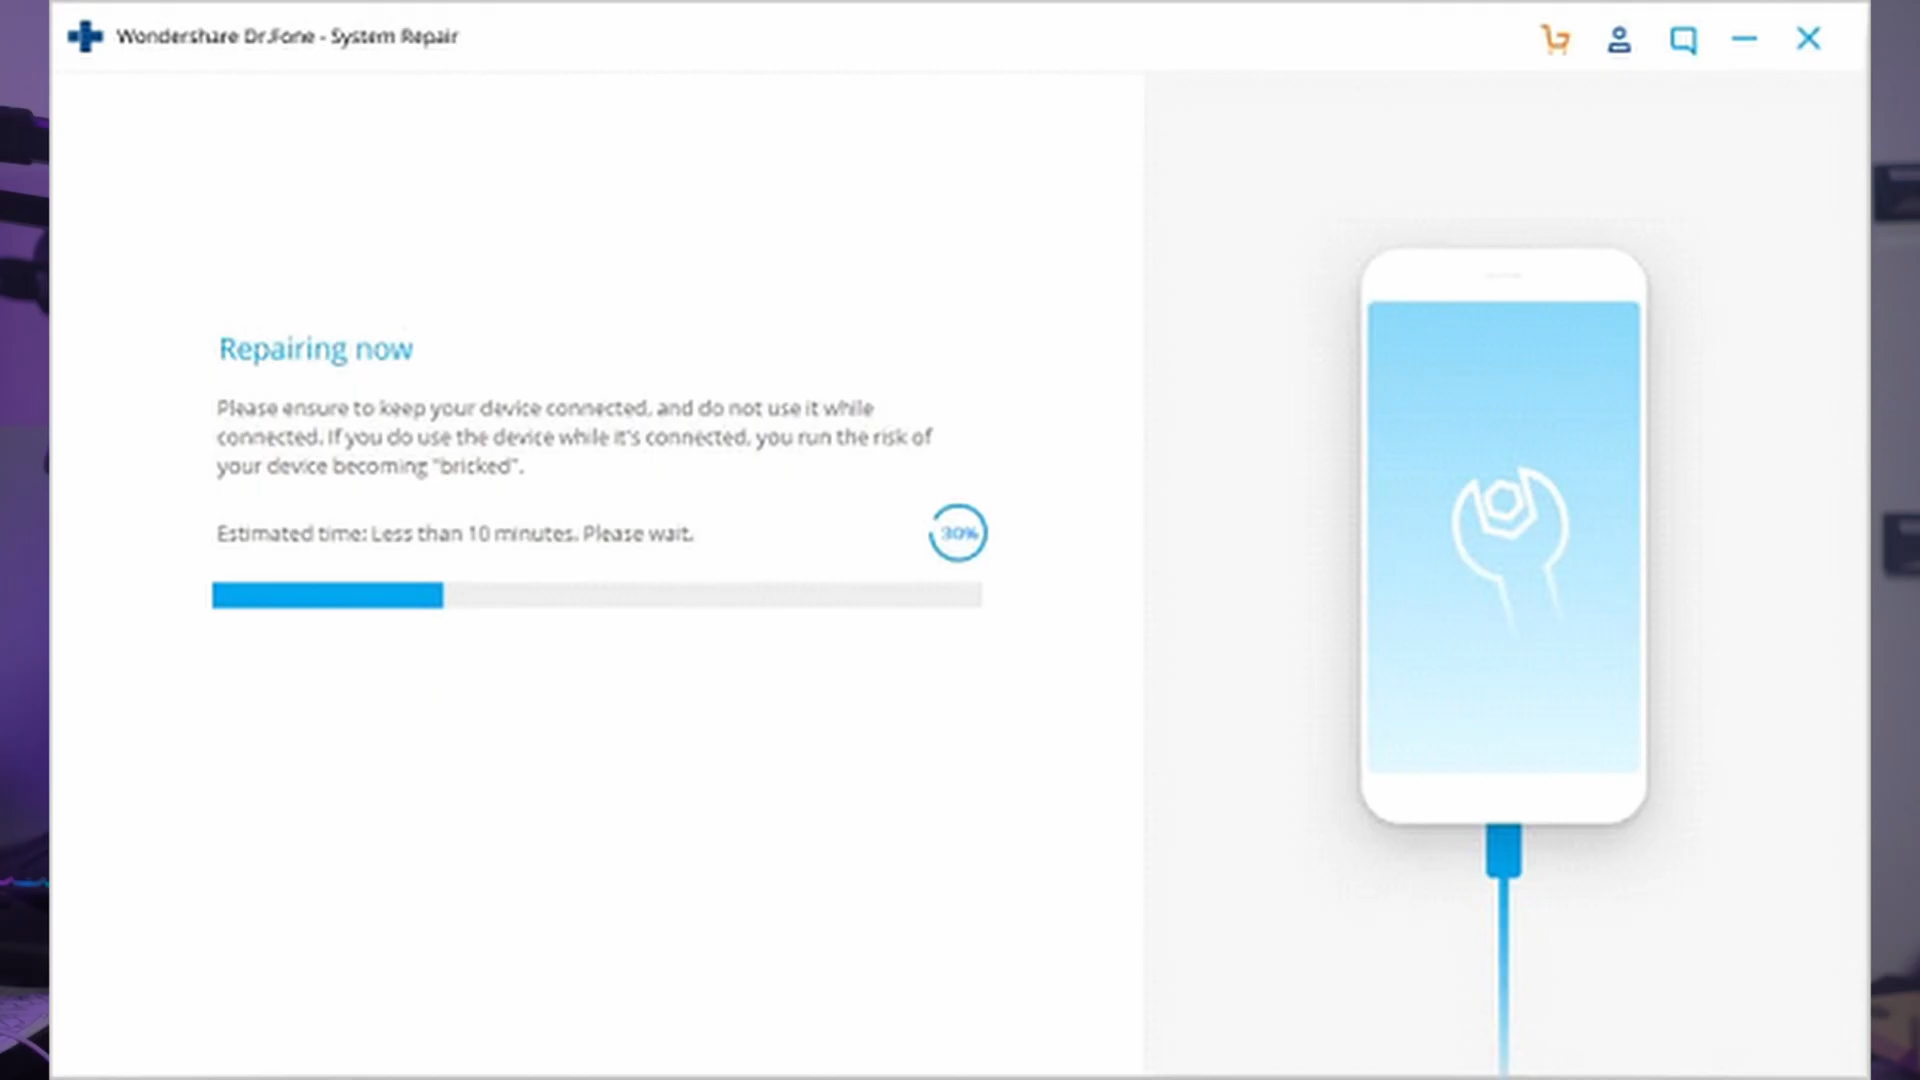 Wondershare Dr.Fone - System Repair
Repairing now
Please ensure to keep your device connected, and do not use it while
connected. If you do use the device while it's connected, you run the risk of
your device becoming "bricked".
Estimated time: Less than 10 minutes. Please wait.
30%